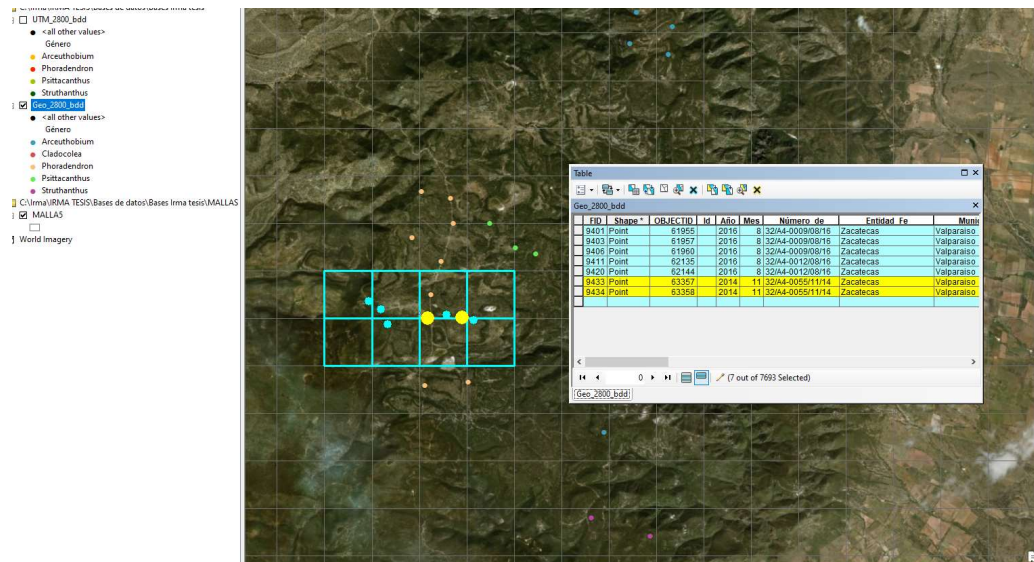 C:\Irma\IRMA TESIS\Bases de datos\Bases Irma tesis
UTM_2800_bdd
<all other values>
Género
Arceuthobium
Phoradendron
Psittacanthus
Struthanthus
Geo_2800_bdd
<all other values>
Género
Arceuthobium
Cladocolea
Phoradendron
Psittacanthus
Struthanthus
C:\Irma\IRMA TESIS\Bases de datos\Bases Irma tesis\MALLAS
MALLA5
World Imagery
Table
Geo_2800_bdd
FID Shape * OBJECTID Id Año Mes Número_de Entidad_Fe Munic
9401 Point 61955 2016 8 32/A4-0009/08/16 Zacatecas Valparaiso
9403 Point 61957 2016 8 32/A4-0009/08/16 Zacatecas Valparaiso
9406 Point 61960 2016 8 32/A4-0009/08/16 Zacatecas Valparaiso
9411 Point 62135 2016 8 32/A4-0012/08/16 Zacatecas Valparaiso
9420 Point 62144 2016 8 32/A4-0012/08/16 Zacatecas Valparaiso
9433 Point 63357 2014 11 32/A4-0055/11/14 Zacatecas Valparaiso
9434 Point 63358 2014 11 32/A4-0055/11/14 Zacatecas Valparaiso
0 (7 out of 7693 Selected)
Geo_2800_bdd